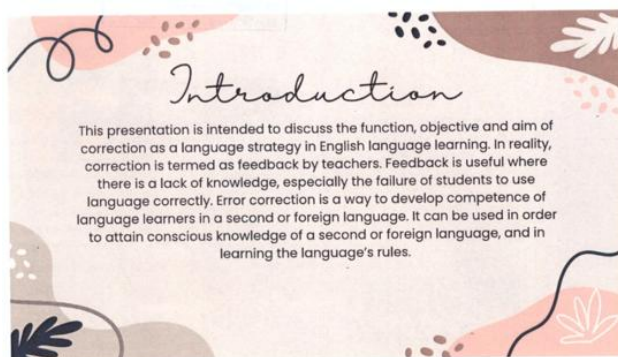 Introduction
This presentation is intended to discuss the function, objective and aim of
correction as a language strategy in English language learning. In reality,
correction is termed as feedback by teachers. Feedback is useful where
there is a lack of knowledge, especially the failure of students to use
language correctly. Error correction is a way to develop competence of
language learners in a second or foreign language. It can be used in order
to attain conscious knowledge of a second or foreign language, and in
learning the language's rules.